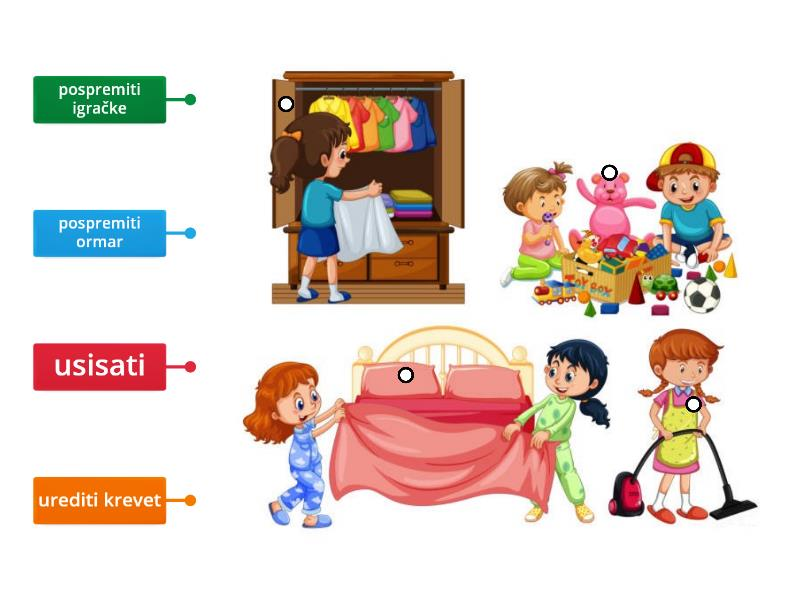 pospremiti
igračke
pospremiti
ormar
usisati
urediti krevet
TOY BOX